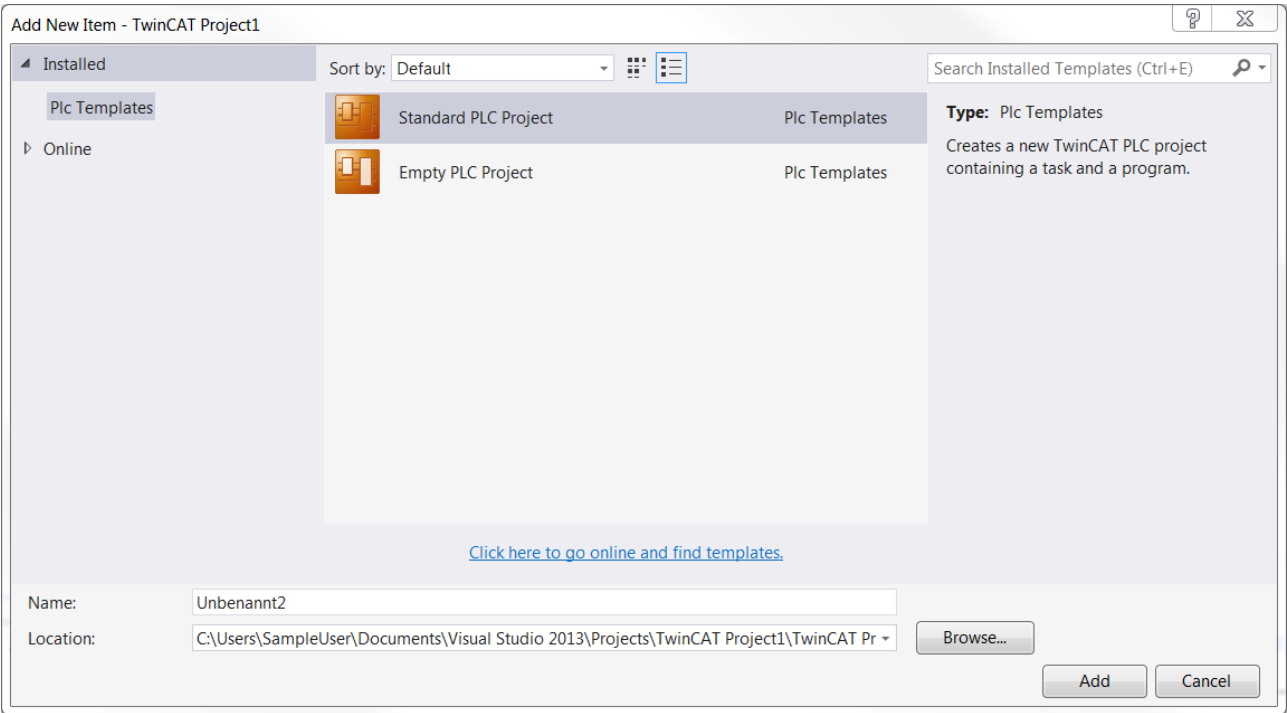 Add New Item - TwinCAT Project1
Installed
Plc Templates
Online
Sort by: Default
Standard PLC Project Plc Templates
Empty PLC Project Plc Templates
Search Installed Templates (Ctrl+E)
Type: Plc Templates
Creates a new TwinCAT PLC project
containing a task and a program.
Click here to go online and find templates.
Name: Unbenannt2
Location: C:\Users\SampleUser\Documents\Visual Studio 2013\Projects\TwinCAT Project1\TwinCAT Pr
Browse...
Add Cancel